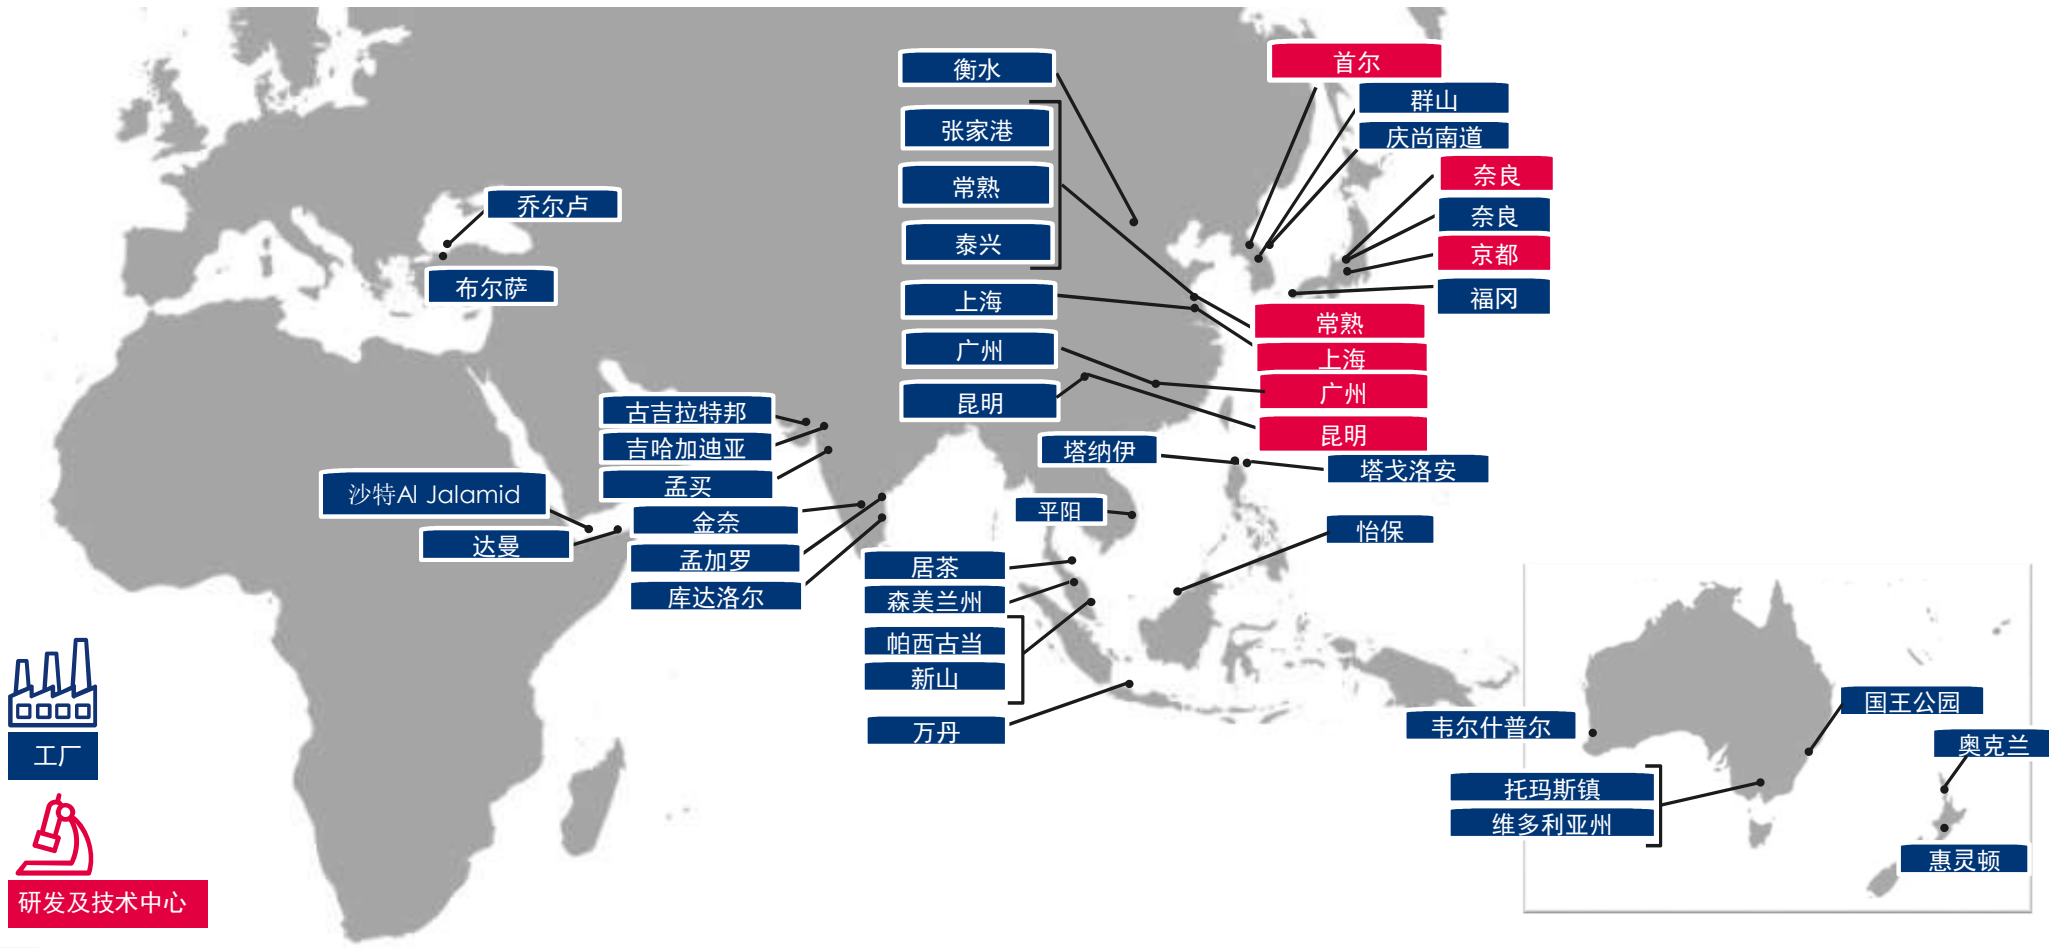 衡水
张家港
常熟
泰兴
上海
广州
昆明
首尔
群山
庆尚南道
奈良
奈良
京都
福冈
常熟
上海
广州
昆明
乔尔卢
布尔萨
古吉拉特邦
吉哈加迪亚
孟买
金奈
孟加罗
库达洛尔
沙特Al Jalamid
达曼
塔纳伊
塔戈洛安
平阳
怡保
居茶
森美兰州
帕西古当
新山
万丹
国王公园
韦尔什普尔
奥克兰
托玛斯镇
维多利亚州
惠灵顿
工厂
研发及技术中心